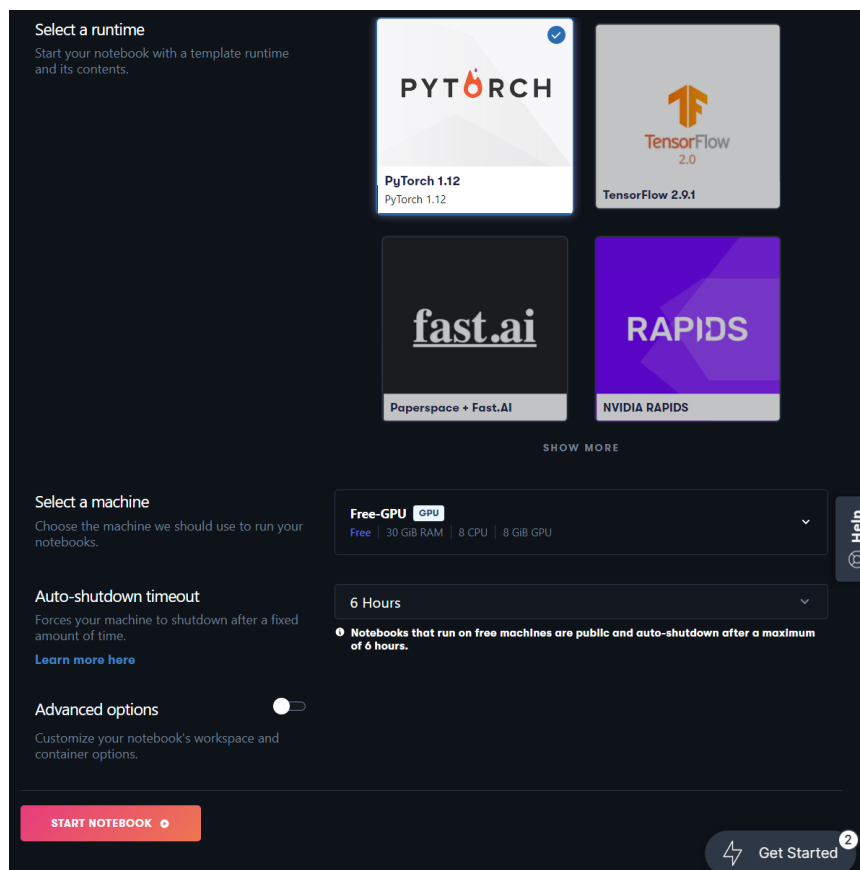 Select a runtime
Start your notebook with a template runtime
and its contents.
PYTORCH
PyTorch 1.12
PyTorch 1.12
TensorFlow
2.0
TensorFlow 2.9.1
fast.ai
Paperspace + Fast.AI
RAPIDS
NVIDIA RAPIDS
SHOW MORE
Select a machine
Choose the machine we should use to run your
notebooks.
Free-GPU GPU
Free 30 GiB RAM 8 CPU 8 GiB GPU
Help
Auto-shutdown timeout
Forces your machine to shutdown after a fixed
amount of time.
Learn more here
6 Hours
Notebooks that run on free machines are public and auto-shutdown after a maximum
of 6 hours.
Advanced options
Customize your notebook's workspace and
container options.
START NOTEBOOK
Get Started
2